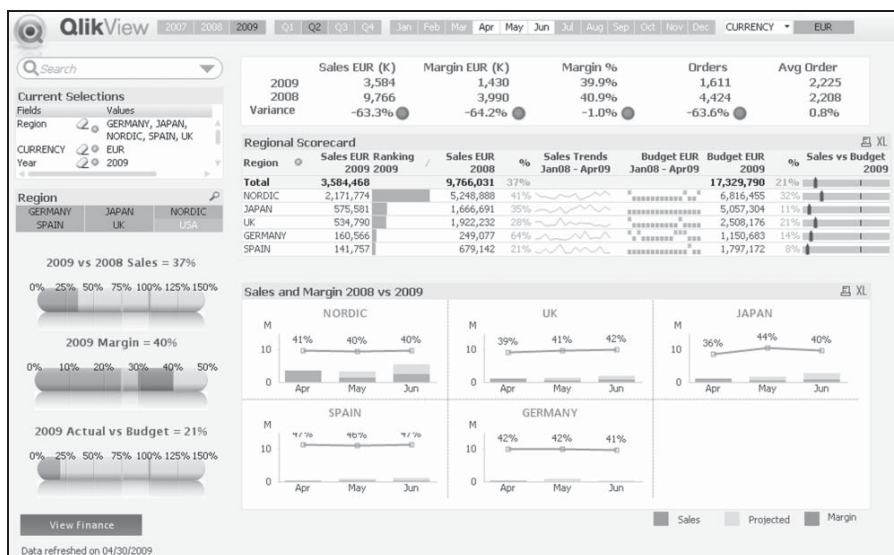 QlikView 2007 2008 2009 Q1 Q2 Q3 Q4 Jan Feb Mar Apr May Jun Jul Aug Sep Oct Nov Dec CURRENCY EUR
Search
Current Selections
Fields Values
Region GERMANY, JAPAN,
NORDIC, SPAIN, UK
CURRENCY EUR
Year 2009
Region
GERMANY JAPAN NORDIC
SPAIN UK USA
2009 vs 2008 Sales = 37%
0% 25% 50% 75% 100% 125% 150%
2009 Margin = 40%
0% 10% 20% 30% 40% 50%
2009 Actual vs Budget = 21%
0% 25% 50% 75% 100% 125% 150%
View Finance
Data refreshed on 04/30/2009
Sales EUR (K) Margin EUR (K) Margin % Orders Avg Order
2009 3,584 1,430 39.9% 1,611 2,225
2008 9,766 3,990 40.9% 4,424 2,208
Variance -63.3% -64.2% -1.0% -63.6% 0.8%
Regional Scorecard XL
Region Sales EUR 2009 Ranking 2009 / Sales EUR 2008 % Sales Trends Jan08 - Apr09 Budget EUR Jan08 - Apr09 Budget EUR 2009 % Sales vs Budget 2009
Total 3,584,468 9,766,031 37% 17,329,790 21%
NORDIC 2,171,774 5,248,888 41% 6,816,455 32%
JAPAN 575,581 1,666,691 35% 5,057,304 11%
UK 534,790 1,922,232 28% 2,508,176 21%
GERMANY 160,566 249,077 64% 1,150,683 14%
SPAIN 141,757 679,142 21% 1,797,172 8%
Sales and Margin 2008 vs 2009 XL
NORDIC
M
41% 40% 40%
10
0
Apr May Jun
UK
M
39% 41% 42%
10
0
Apr May Jun
JAPAN
M
36% 44% 40%
10
0
Apr May Jun
SPAIN
M
47% 46% 47%
10
0
Apr May Jun
GERMANY
M
42% 42% 41%
10
0
Apr May Jun
Sales Projected Margin